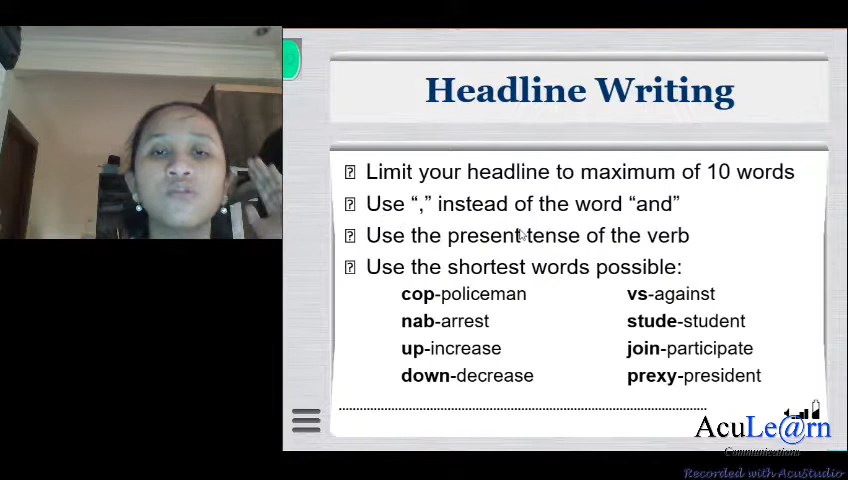 Headline Writing
Limit your headline to maximum of 10 words
Use “,” instead of the word “and”
Use the present tense of the verb
Use the shortest words possible:
cop-policeman vs-against
nab-arrest stude-student
up-increase join-participate
down-decrease prexy-president
AcuLe@rn
Communications
Recorded with AcuStudio